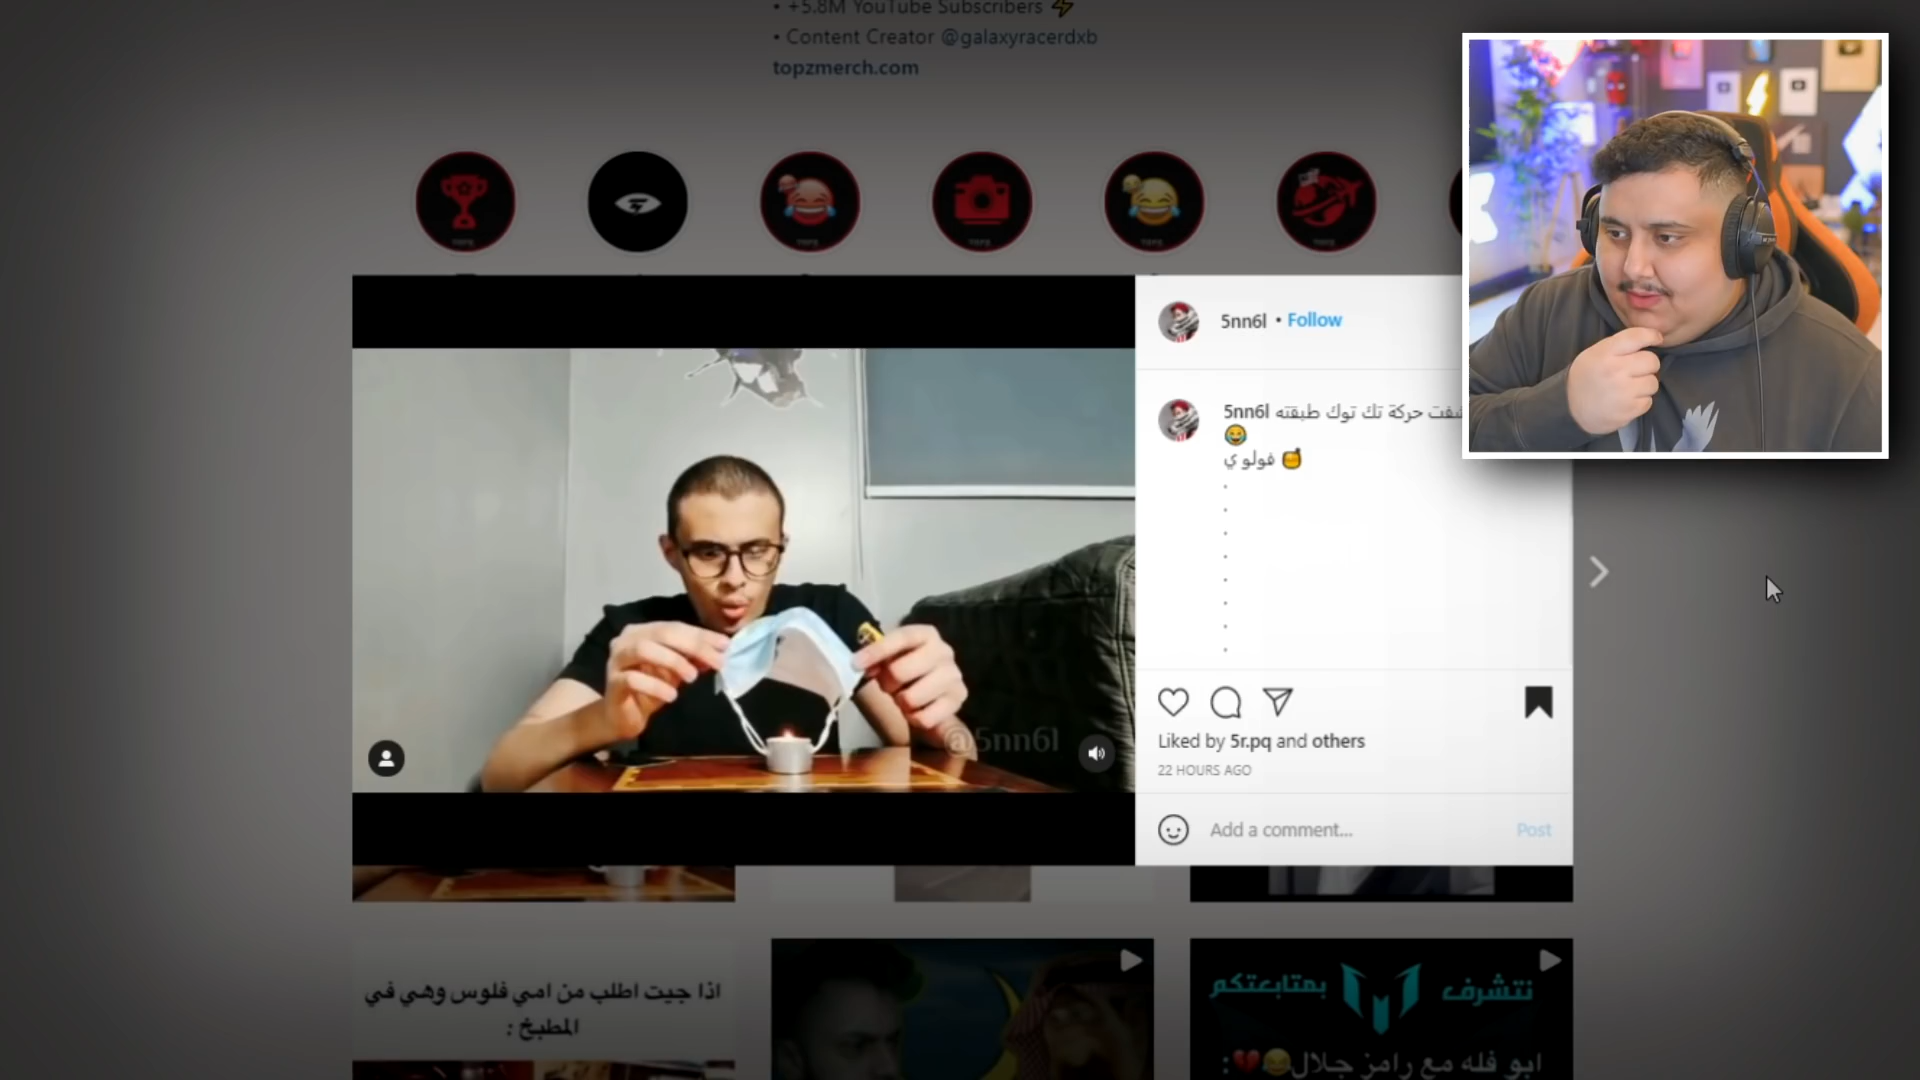 • +5.8M YouTube Subscribers ⚡
• Content Creator @galaxyracerdxb
topzmerch.com
5nn6l • Follow
5nn6l شفت حركة تك توك طبقته
😂
فولو ي 🍯
.
.
.
.
.
.
.
.
@5nn6l
Liked by 5r.pq and others
22 HOURS AGO
Add a comment... Post
اذا جيت اطلب من امي فلوس وهي في
المطبخ :
نتشرف بمتابعتكم
ابو فله مع رامز جلال😂💔: